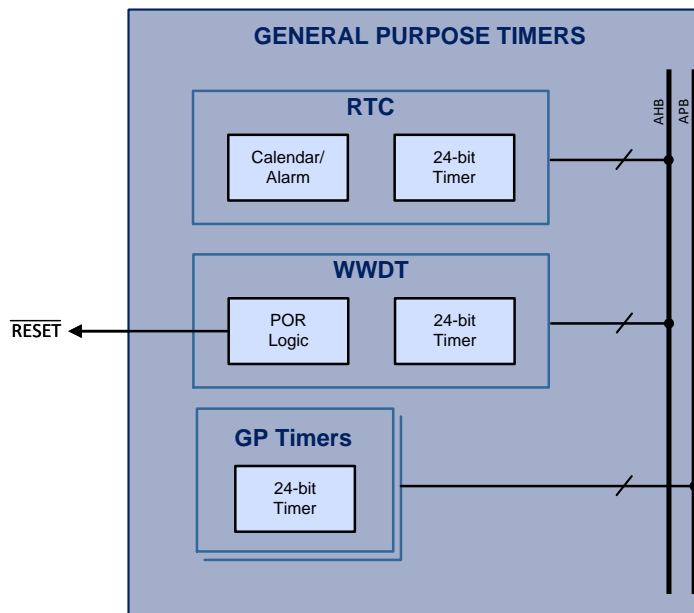 GENERAL PURPOSE TIMERS
AHB
APB
RTC
Calendar/
Alarm
24-bit
Timer
WWDT
RESET
POR
Logic
24-bit
Timer
GP Timers
24-bit
Timer